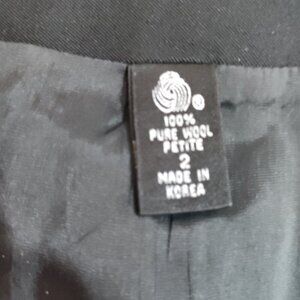 100%
PURE WOOL
PETITE
2
MADE IN
KOREA